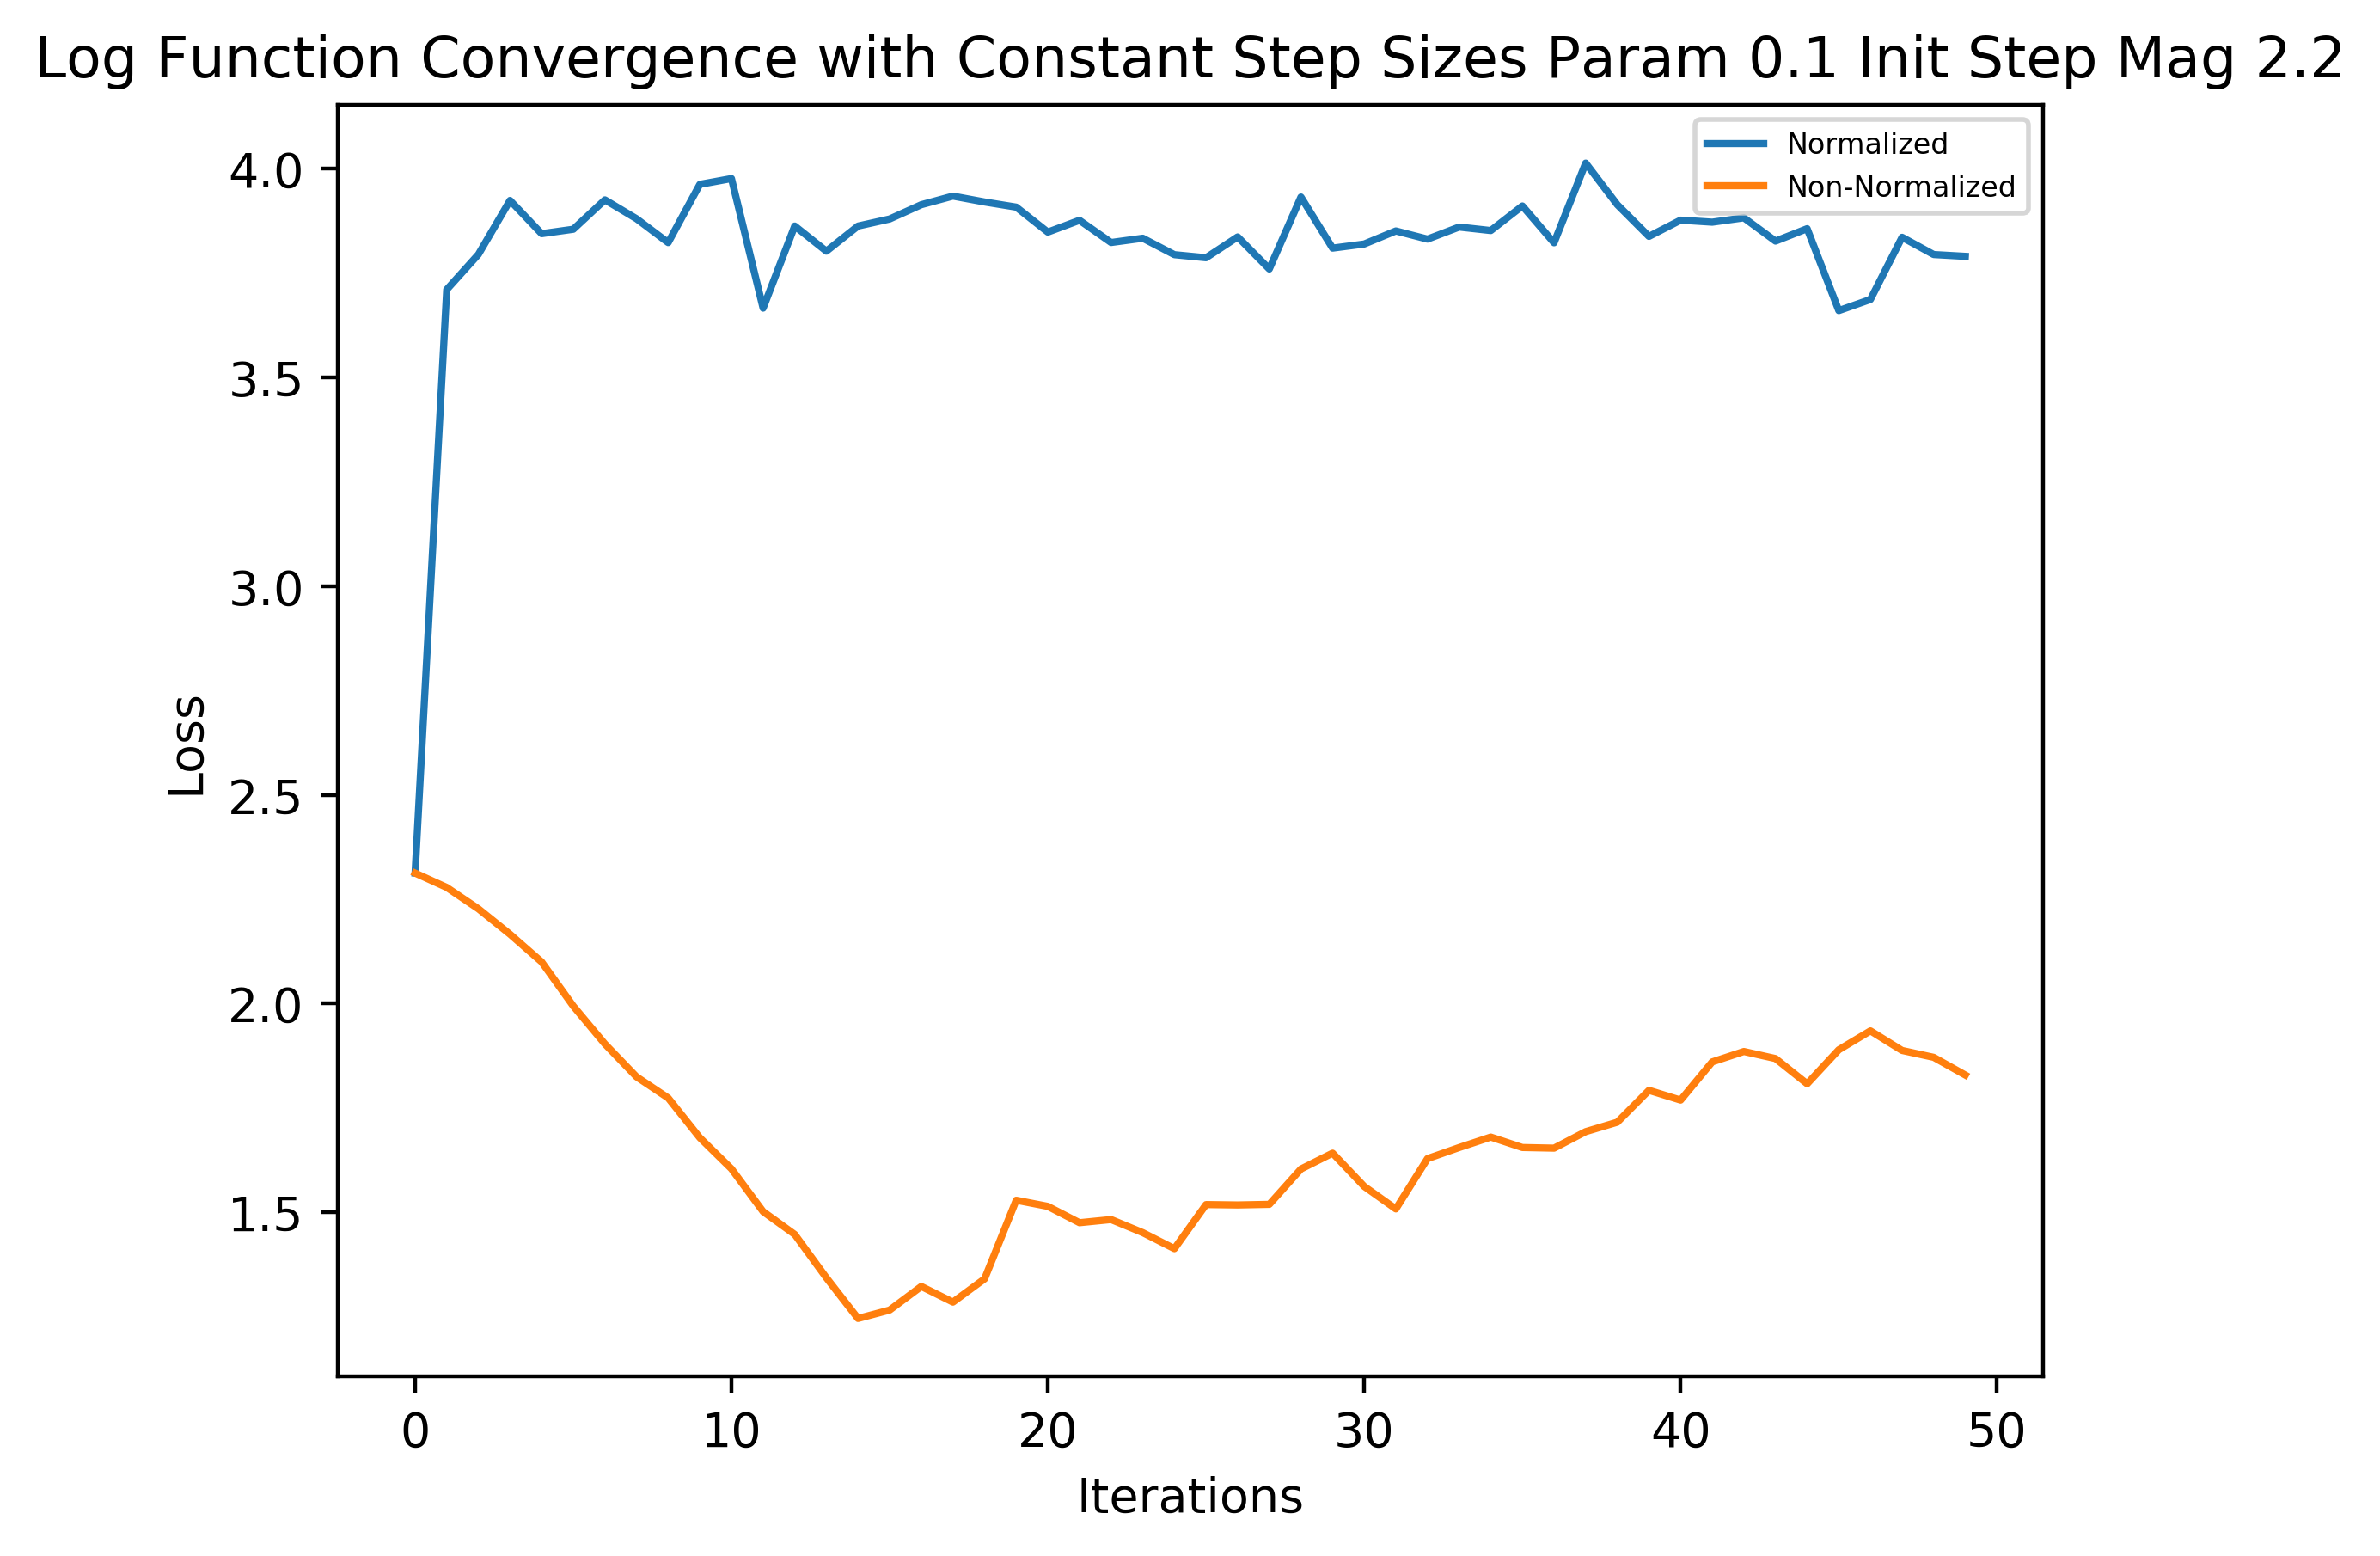 Log Function Convergence with Constant Step Sizes Param 0.1 Init Step Mag 2.2
Normalized
Non-Normalized
4.0
3.5
3.0
2.5
2.0
1.5
Loss
0 10 20 30 40 50
Iterations